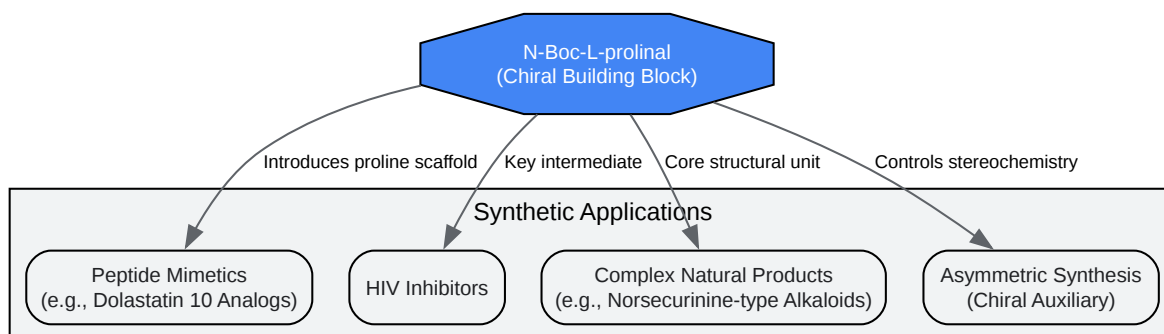 N-Boc-L-prolinal
(Chiral Building Block)
Introduces proline scaffold
Key intermediate
Core structural unit
Controls stereochemistry
Synthetic Applications
Peptide Mimetics
(e.g., Dolastatin 10 Analogs)
HIV Inhibitors
Complex Natural Products
(e.g., Norsecurinine-type Alkaloids)
Asymmetric Synthesis
(Chiral Auxiliary)